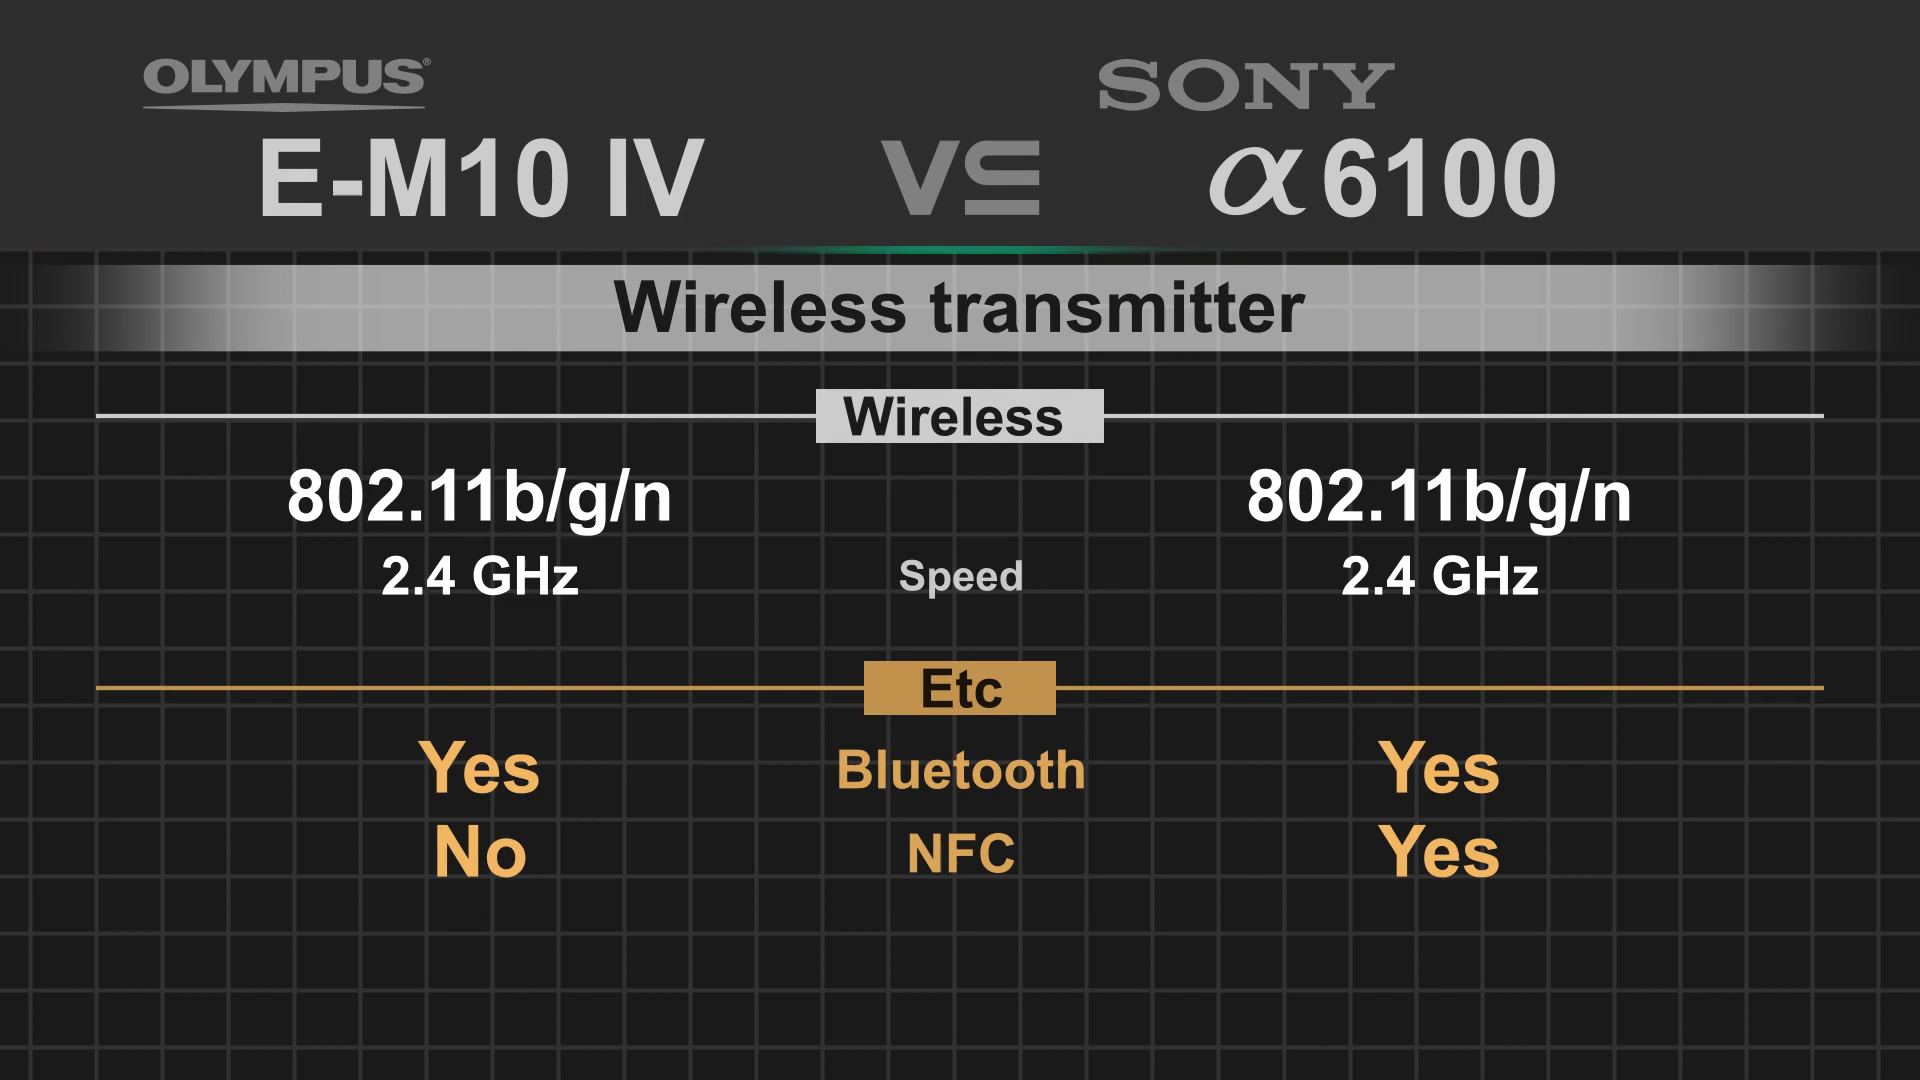 OLYMPUS®
SONY
E-M10 IV VS α6100
Wireless transmitter
Wireless
802.11b/g/n 802.11b/g/n
2.4 GHz Speed 2.4 GHz
Etc
Yes Bluetooth Yes
No NFC Yes